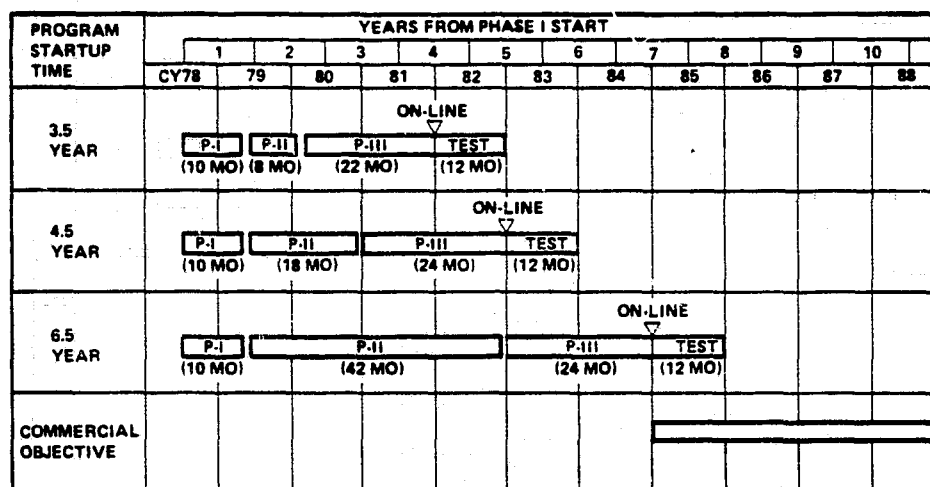 PROGRAM STARTUP TIME
YEARS FROM PHASE I START
1 2 3 4 5 6 7 8 9 10
CY78 79 80 81 82 83 84 85 86 87 88
3.5 YEAR
ON-LINE
P-I P-II P-III TEST
(10 MO) (8 MO) (22 MO) (12 MO)
4.5 YEAR
ON-LINE
P-I P-II P-III TEST
(10 MO) (18 MO) (24 MO) (12 MO)
6.5 YEAR
ON-LINE
P-I P-II P-III TEST
(10 MO) (42 MO) (24 MO) (12 MO)
COMMERCIAL OBJECTIVE